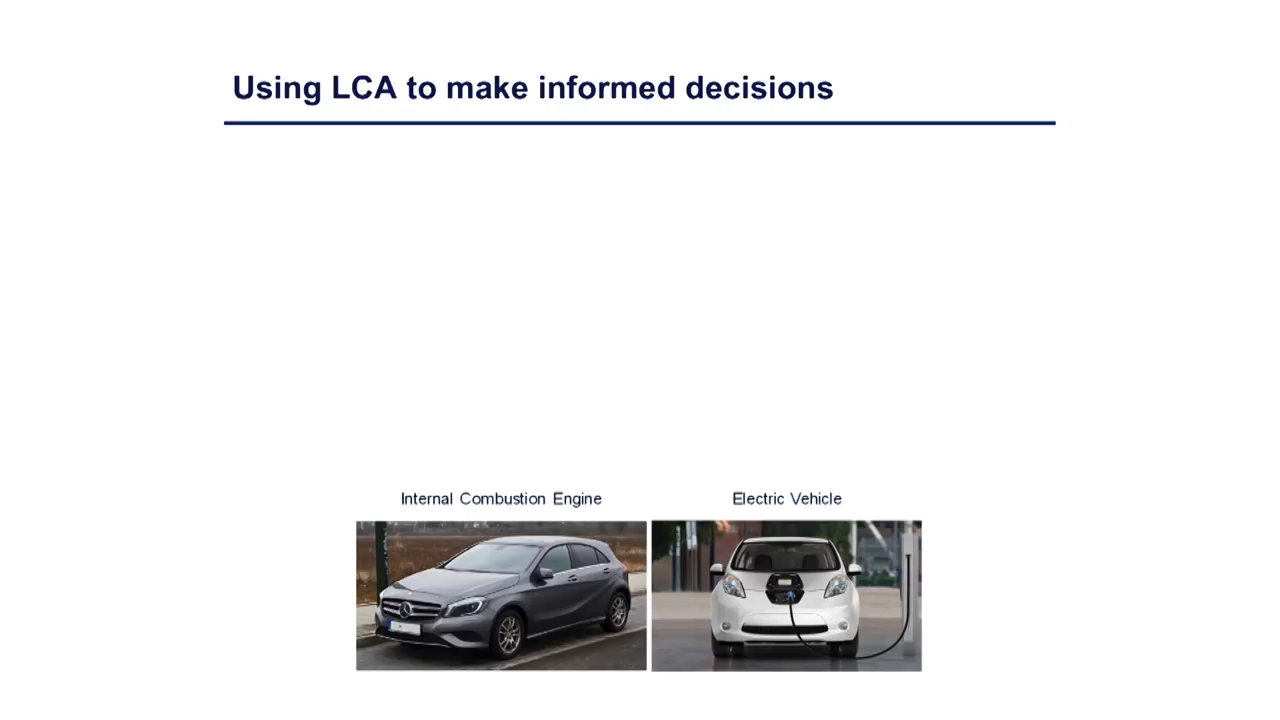 Using LCA to make informed decisions
Internal Combustion Engine
Electric Vehicle